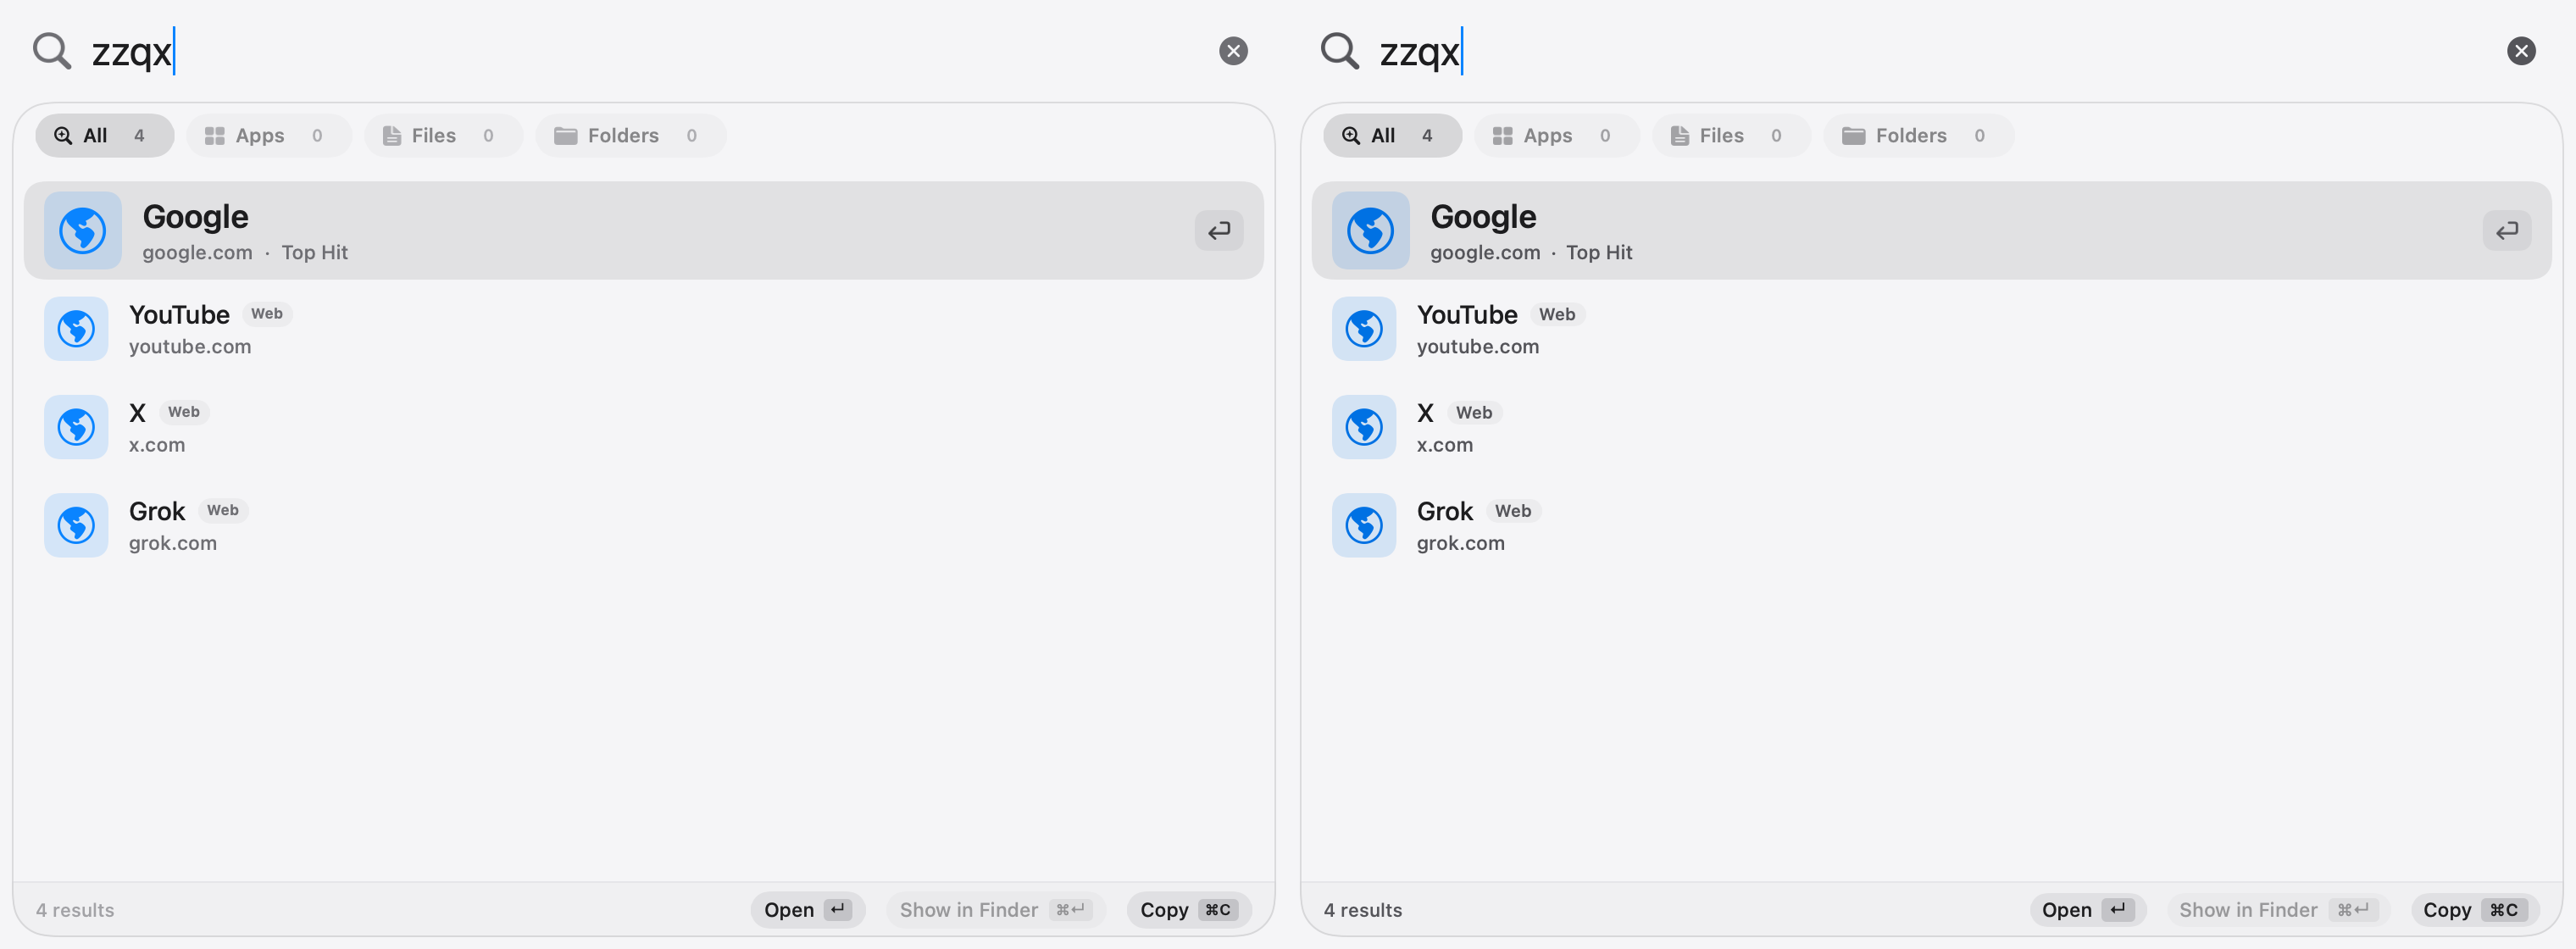 zzqx
All 4 Apps 0 Files 0 Folders 0
Google
google.com · Top Hit
YouTube Web
youtube.com
X Web
x.com
Grok Web
grok.com
4 results Open ↵ Show in Finder ⌘↵ Copy ⌘C
zzqx
All 4 Apps 0 Files 0 Folders 0
Google
google.com · Top Hit
YouTube Web
youtube.com
X Web
x.com
Grok Web
grok.com
4 results Open ↵ Show in Finder ⌘↵ Copy ⌘C